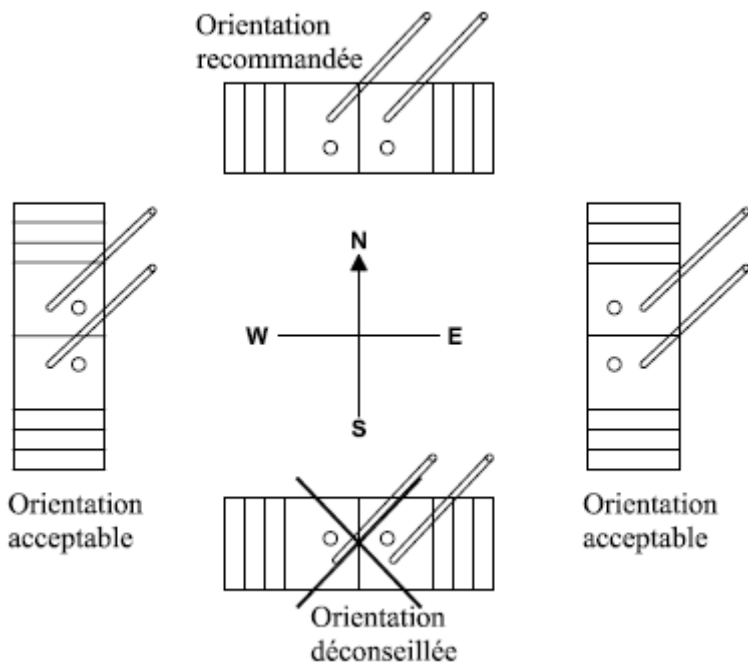 Orientation
recommandée
N
W
E
S
Orientation
acceptable
Orientation
acceptable
Orientation
déconseillée